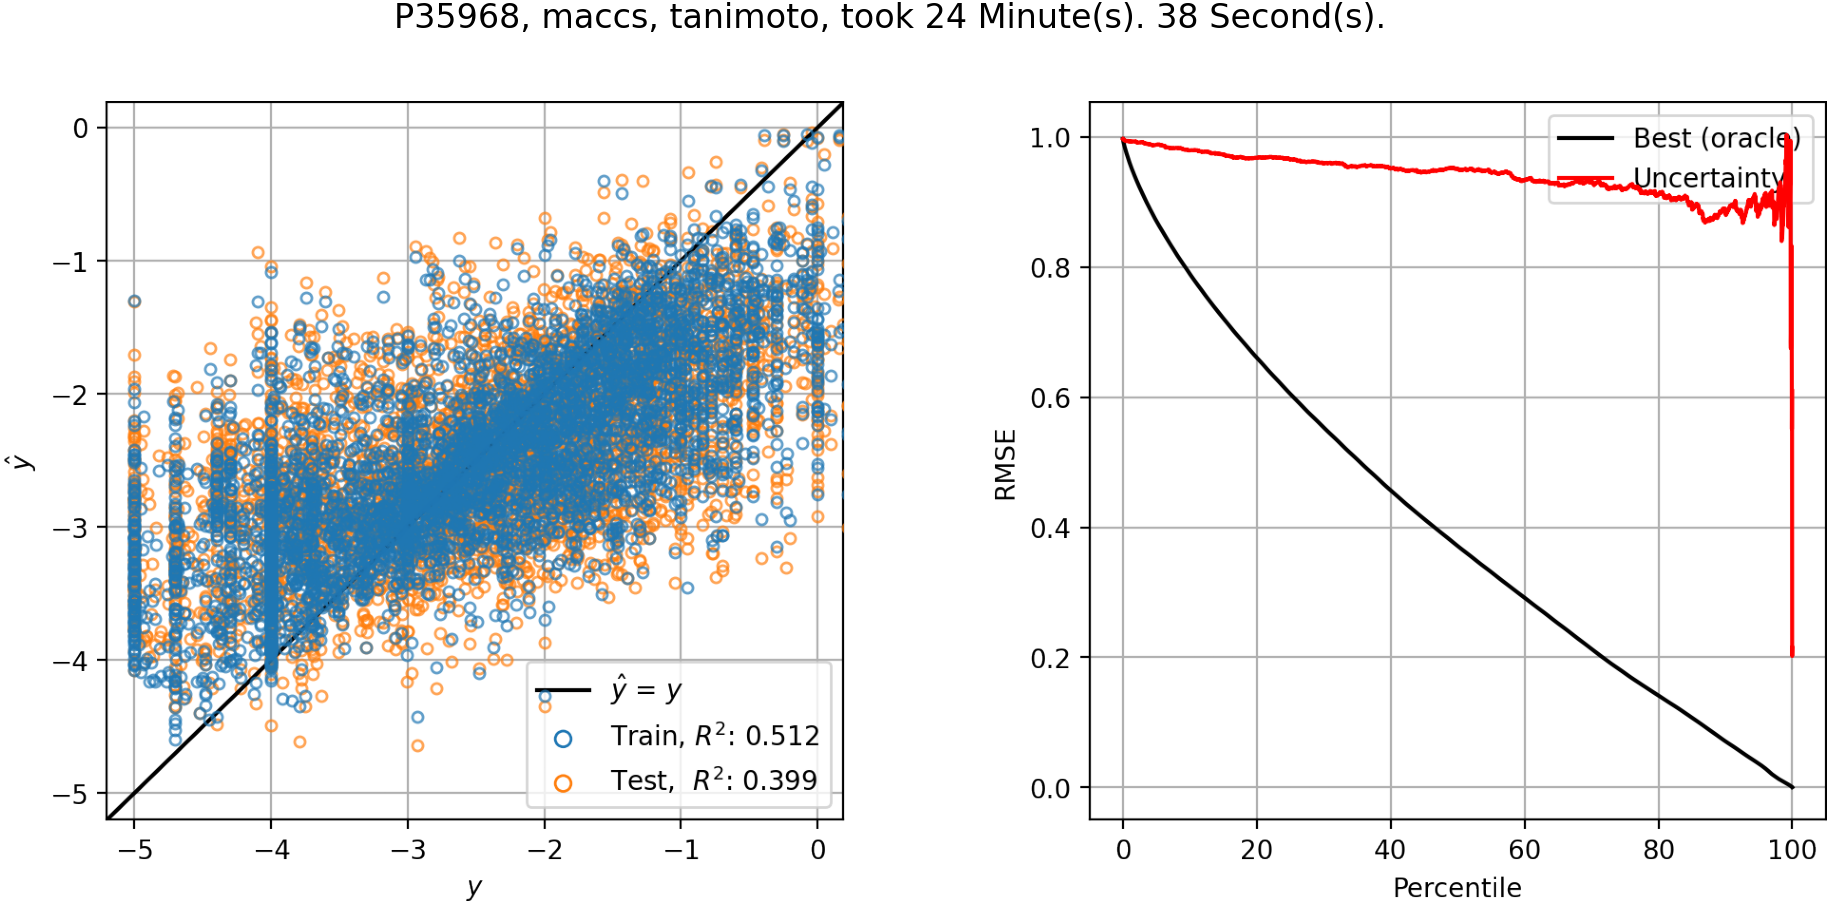 P35968, maccs, tanimoto, took 24 Minute(s). 38 Second(s).
0
−1
−2
−3
−4
−5
ŷ
−5 −4 −3 −2 −1 0
y
ŷ = y
Train, R²: 0.512
Test, R²: 0.399
1.0
0.8
0.6
0.4
0.2
0.0
RMSE
0 20 40 60 80 100
Percentile
Best (oracle)
Uncertainty